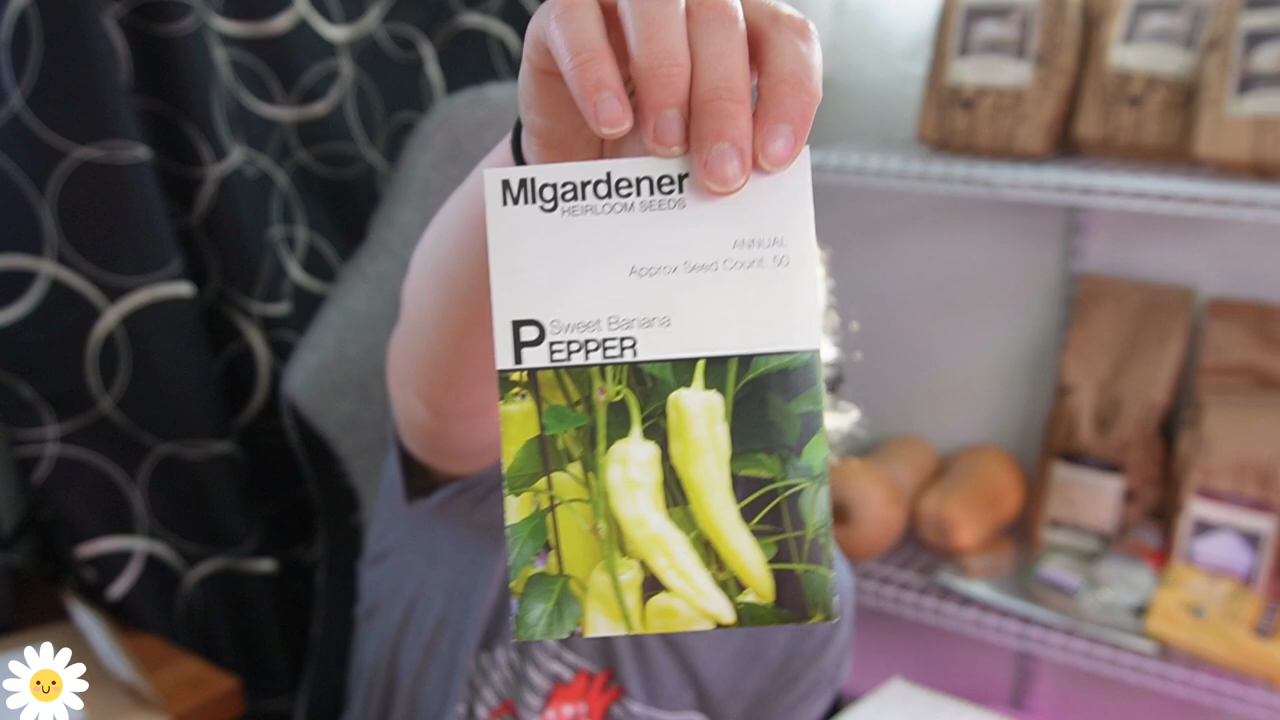 MIgardener
HEIRLOOM SEEDS
ANNUAL
Approx Seed Count: 50
Sweet Banana
PEPPER